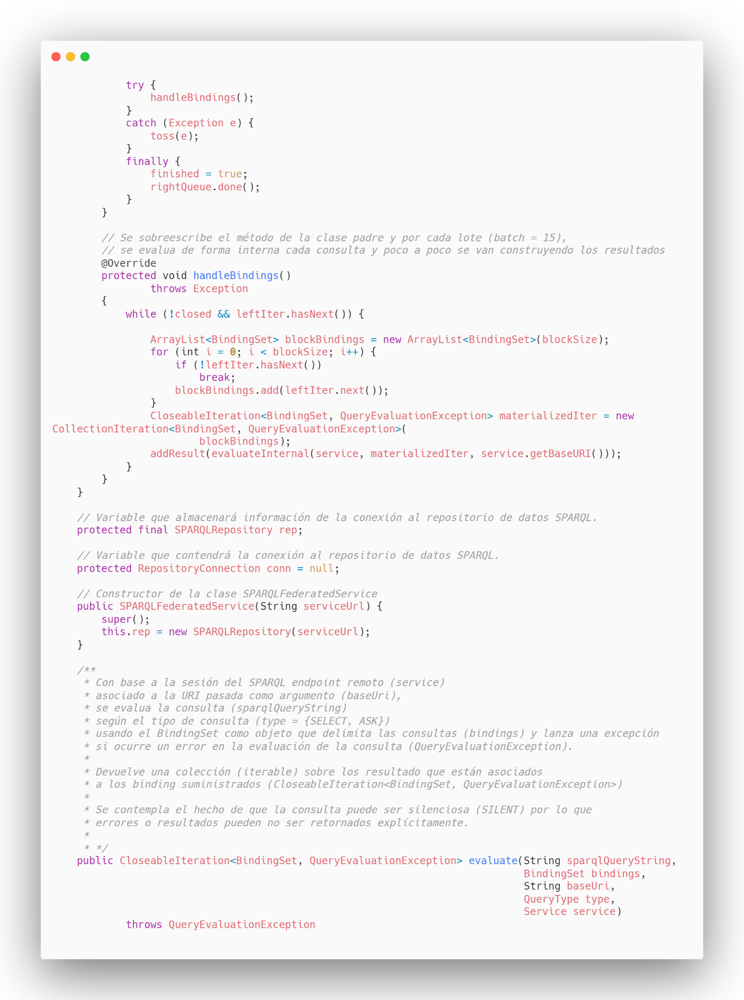 try {
handleBindings();
}
catch (Exception e) {
toss(e);
}
finally {
finished = true;
rightQueue.done();
}
}
// Se sobreescribe el método de la clase padre y por cada lote (batch = 15),
// se evalua de forma interna cada consulta y poco a poco se van construyendo los resultados
@Override
protected void handleBindings()
throws Exception
{
while (!closed && leftIter.hasNext()) {
ArrayList<BindingSet> blockBindings = new ArrayList<BindingSet>(blockSize);
for (int i = 0; i < blockSize; i++) {
if (!leftIter.hasNext())
break;
blockBindings.add(leftIter.next());
}
CloseableIteration<BindingSet, QueryEvaluationException> materializedIter = new
CollectionIteration<BindingSet, QueryEvaluationException>(
blockBindings);
addResult(evaluateInternal(service, materializedIter, service.getBaseURI()));
}
}
}
// Variable que almacenará información de la conexión al repositorio de datos SPARQL.
protected final SPARQLRepository rep;
// Variable que contendrá la conexión al repositorio de datos SPARQL.
protected RepositoryConnection conn = null;
// Constructor de la clase SPARQLFederatedService
public SPARQLFederatedService(String serviceUrl) {
super();
this.rep = new SPARQLRepository(serviceUrl);
}
/**
* Con base a la sesión del SPARQL endpoint remoto (service)
* asociado a la URI pasada como argumento (baseUri),
* se evalua la consulta (sparqlQueryString)
* según el tipo de consulta (type = {SELECT, ASK})
* usando el BindingSet como objeto que delimita las consultas (bindings) y lanza una excepción
* si ocurre un error en la evaluación de la consulta (QueryEvaluationException).
*
* Devuelve una colección (iterable) sobre los resultado que están asociados
* a los binding suministrados (CloseableIteration<BindingSet, QueryEvaluationException>)
*
* Se contempla el hecho de que la consulta puede ser silenciosa (SILENT) por lo que
* errores o resultados pueden no ser retornados explícitamente.
*
* */
public CloseableIteration<BindingSet, QueryEvaluationException> evaluate(String sparqlQueryString,
BindingSet bindings,
String baseUri,
QueryType type,
Service service)
throws QueryEvaluationException